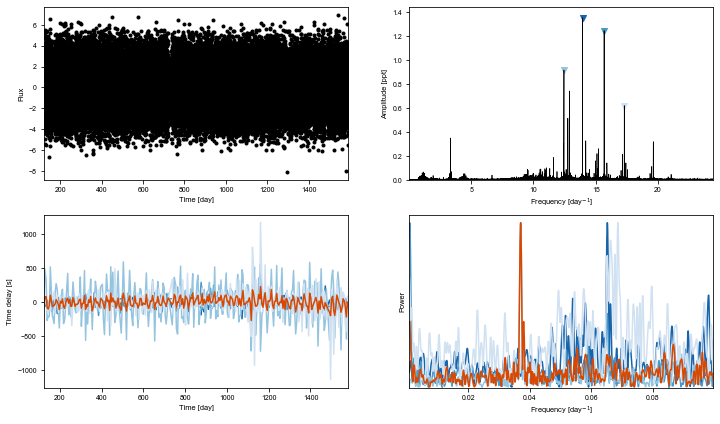 6
4
2
0
−2
−4
−6
−8
Flux
200 400 600 800 1000 1200 1400
Time [day]
1.4
1.2
1.0
0.8
0.6
0.4
0.2
0.0
Amplitude [ppt]
5 10 15 20
Frequency [day⁻¹]
1000
500
0
−500
−1000
Time delay [s]
200 400 600 800 1000 1200 1400
Time [day]
Power
0.02 0.04 0.06 0.08
Frequency [day⁻¹]